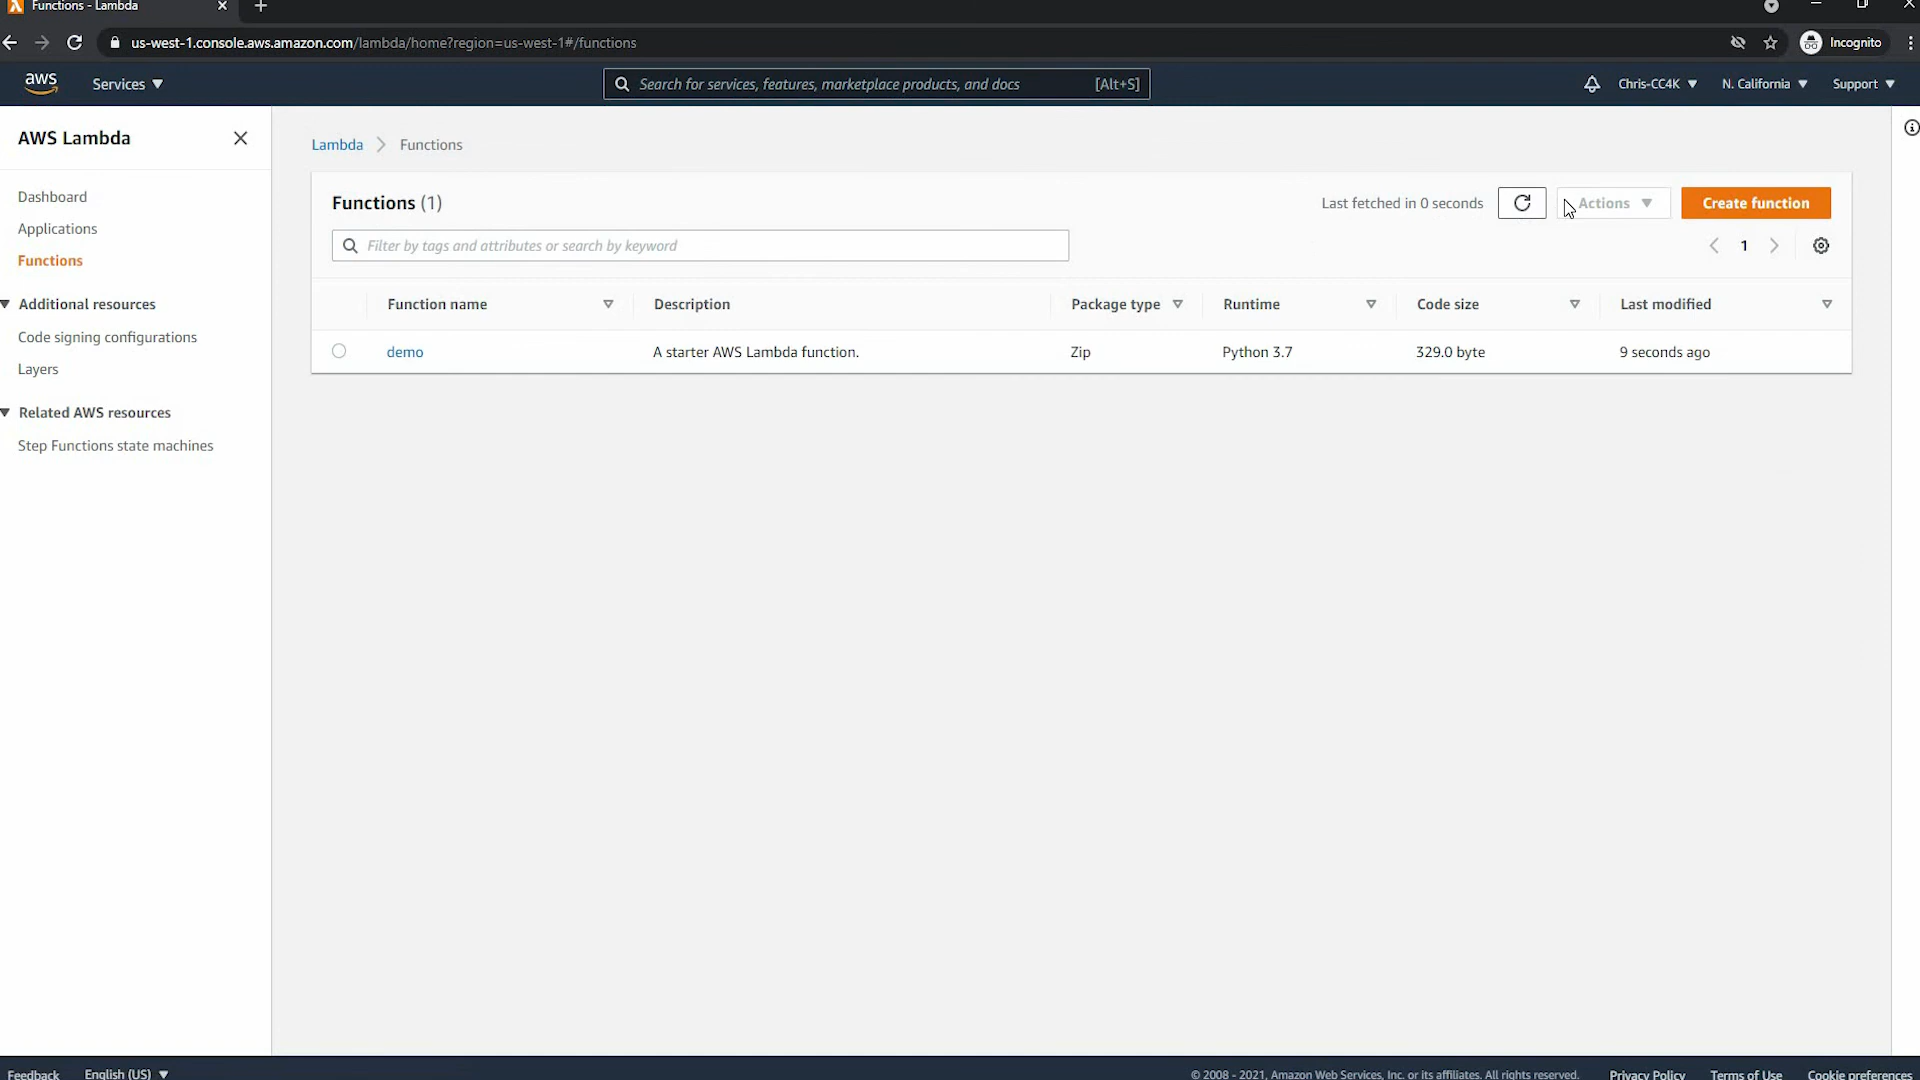 Functions - Lambda
us-west-1.console.aws.amazon.com/lambda/home?region=us-west-1#/functions
Incognito
aws
Services
Search for services, features, marketplace products, and docs
[Alt+S]
Chris-CC4K
N. California
Support
AWS Lambda
Dashboard
Applications
Functions
Additional resources
Code signing configurations
Layers
Related AWS resources
Step Functions state machines
Lambda
Functions
Functions (1)
Last fetched in 0 seconds
Actions
Create function
Filter by tags and attributes or search by keyword
1
Function name
Description
Package type
Runtime
Code size
Last modified
demo
A starter AWS Lambda function.
Zip
Python 3.7
329.0 byte
9 seconds ago
Feedback
English (US)
© 2008 - 2021, Amazon Web Services, Inc. or its affiliates. All rights reserved.
Privacy Policy
Terms of Use
Cookie preferences